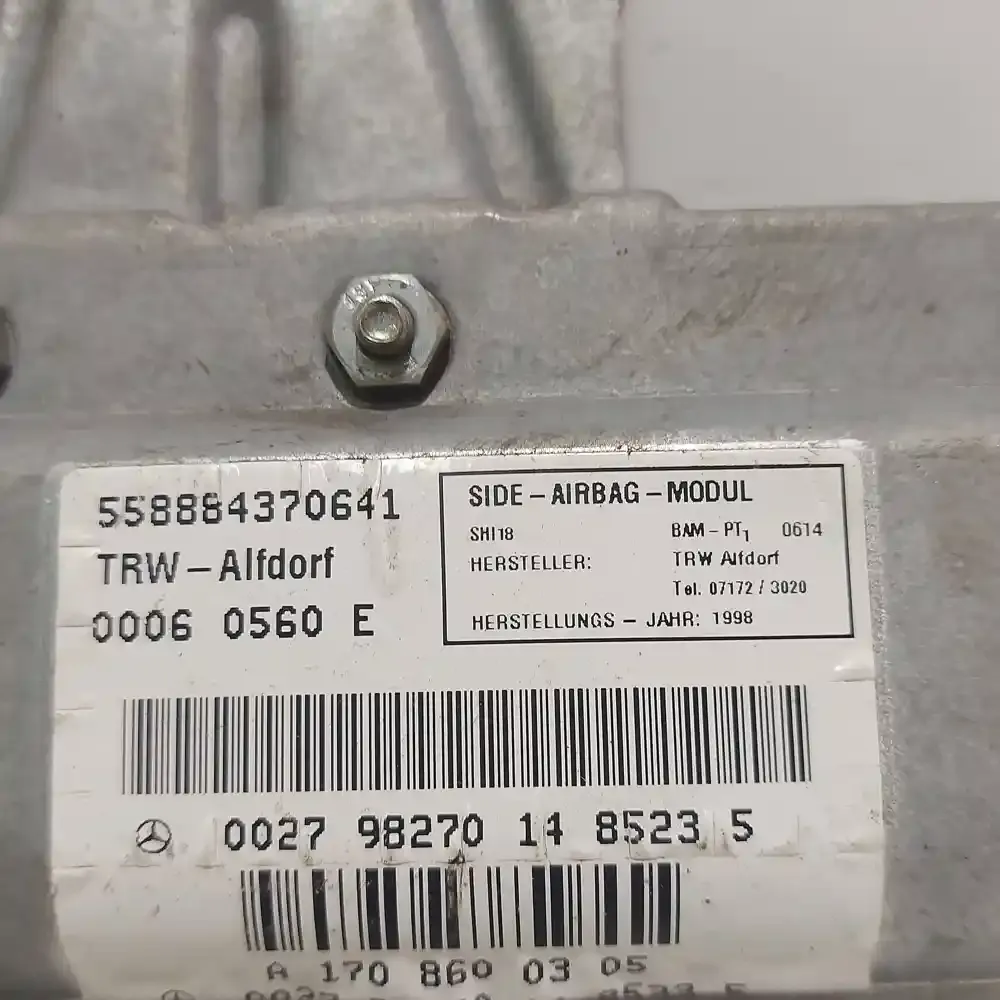 558884370641
TRW-Alfdorf
0006 0560 E
SIDE-AIRBAG-MODUL
SHI18 BAM-PT1 0614
HERSTELLER: TRW Alfdorf
Tel. 07172/3020
HERSTELLUNGS-JAHR: 1998
0027 98270 14 8523 5
A 170 860 03 05